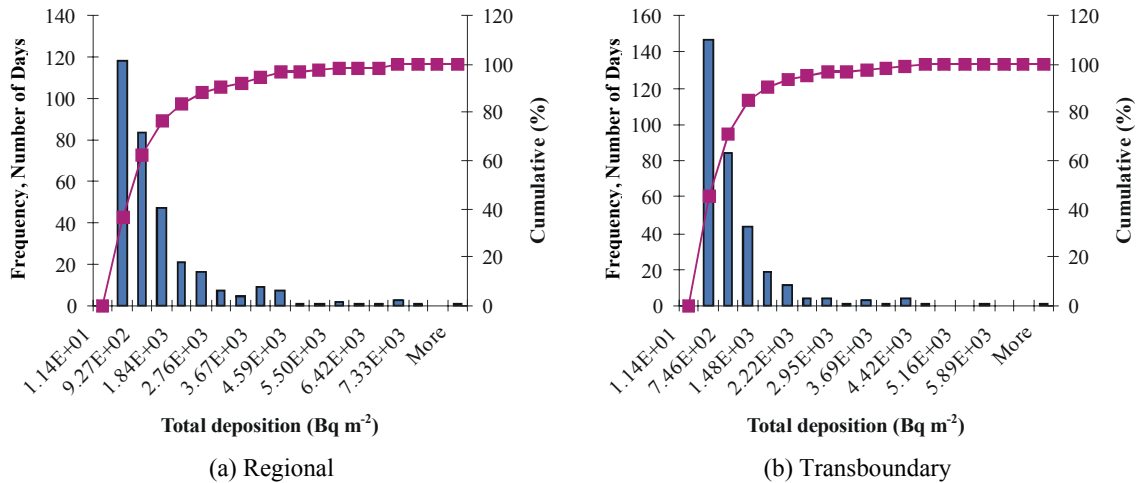 140
120
100
80
60
40
20
0
Frequency, Number of Days
120
100
80
60
40
20
0
Cumulative (%)
1.14E+01
9.27E+02
1.84E+03
2.76E+03
3.67E+03
4.59E+03
5.50E+03
6.42E+03
7.33E+03
More
Total deposition (Bq m⁻²)
(a) Regional
160
140
120
100
80
60
40
20
0
Frequency, Number of Days
120
100
80
60
40
20
0
Cumulative (%)
1.14E+01
7.46E+02
1.48E+03
2.22E+03
2.95E+03
3.69E+03
4.42E+03
5.16E+03
5.89E+03
More
Total deposition (Bq m⁻²)
(b) Transboundary